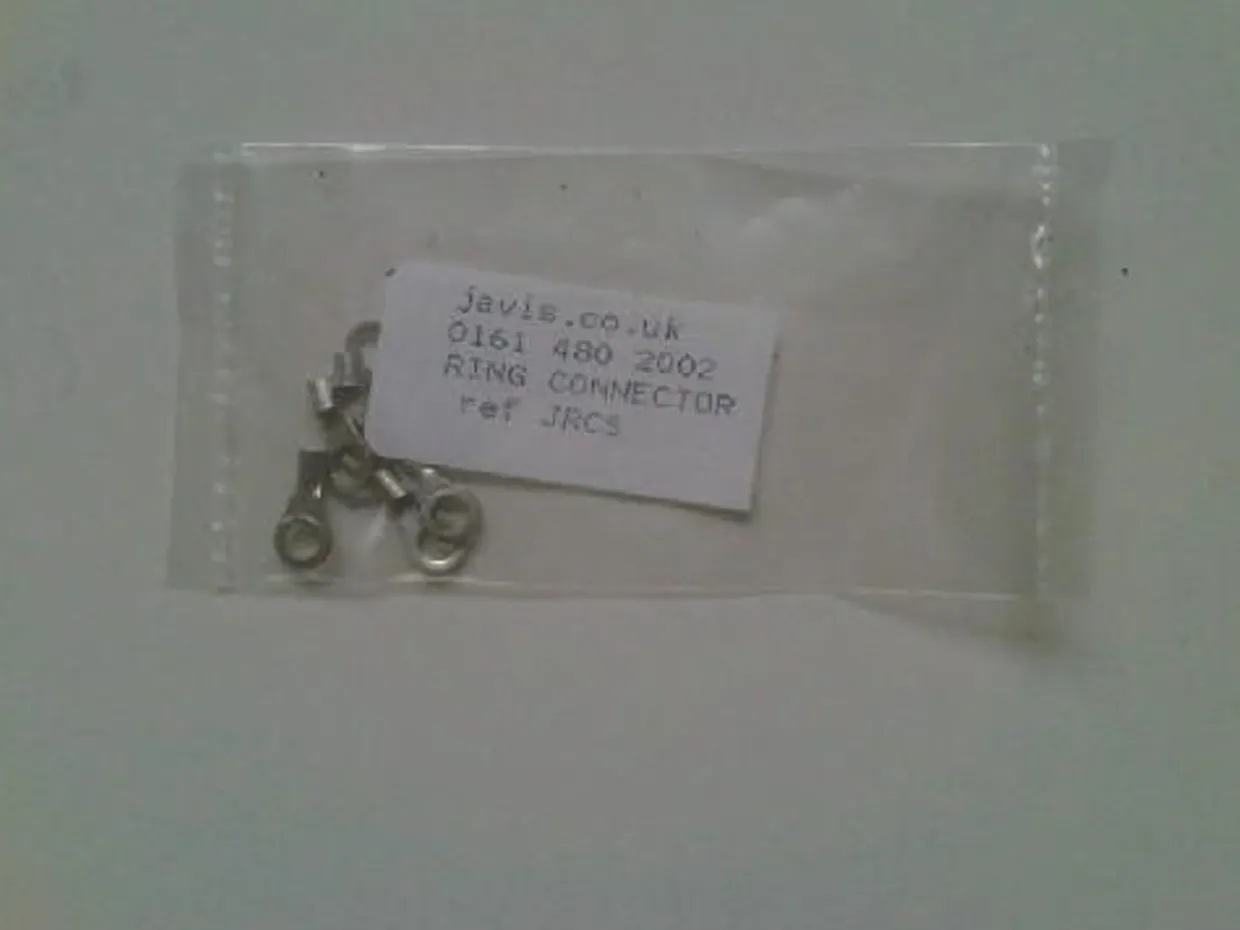 javis.co.uk
0161 480 2002
RING CONNECTOR
ref JRCS